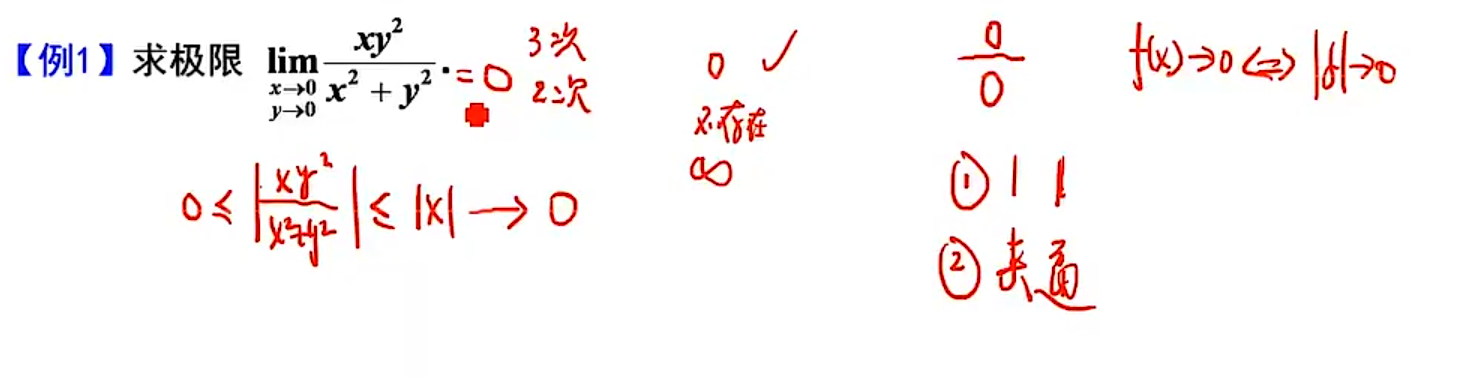 【例1】求极限 lim x→0 y→0 xy²/(x² + y²) . = 0 3次 2次
0 ✓
不存在
∞
0/0
f(x)→0 ⇔ |f|→0
0 ≤ |xy²/(x²+y²)| ≤ |x| → 0
① | |
② 夹逼